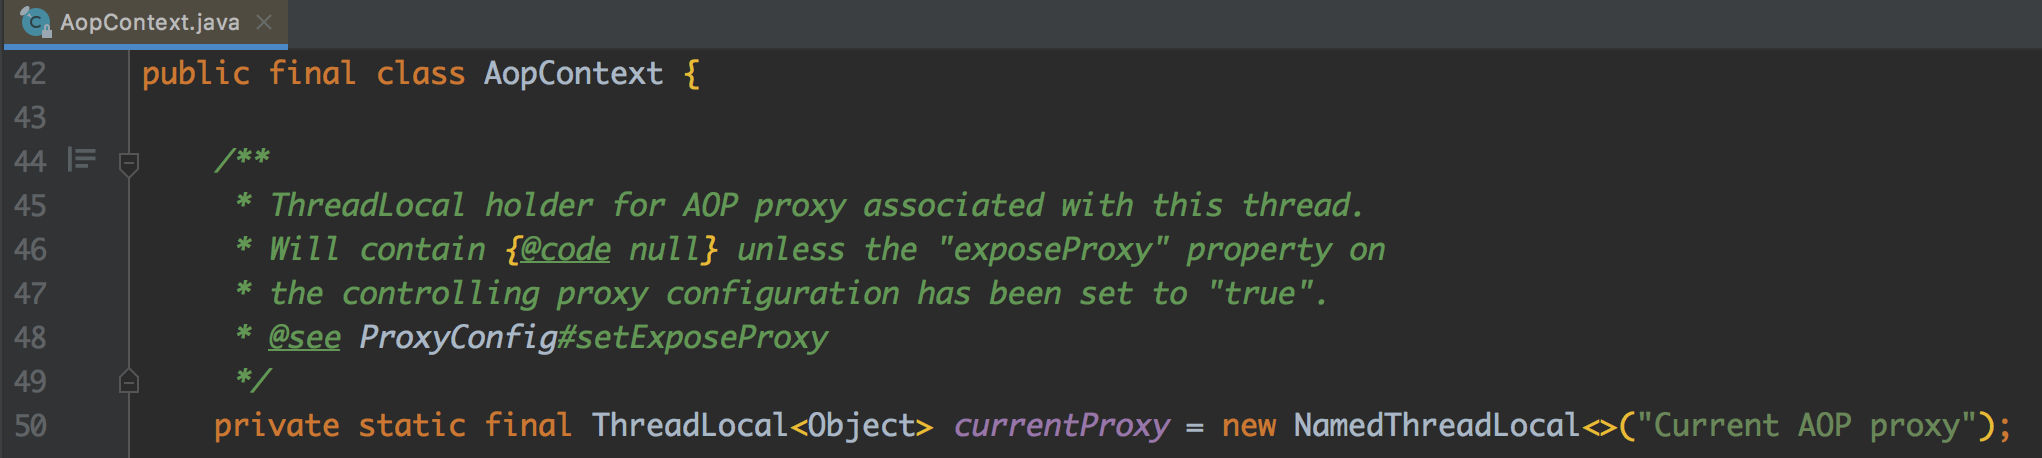 AopContext.java
42 public final class AopContext {
43
44 /**
45 * ThreadLocal holder for AOP proxy associated with this thread.
46 * Will contain {@code null} unless the "exposeProxy" property on
47 * the controlling proxy configuration has been set to "true".
48 * @see ProxyConfig#setExposeProxy
49 */
50 private static final ThreadLocal<Object> currentProxy = new NamedThreadLocal<>("Current AOP proxy");